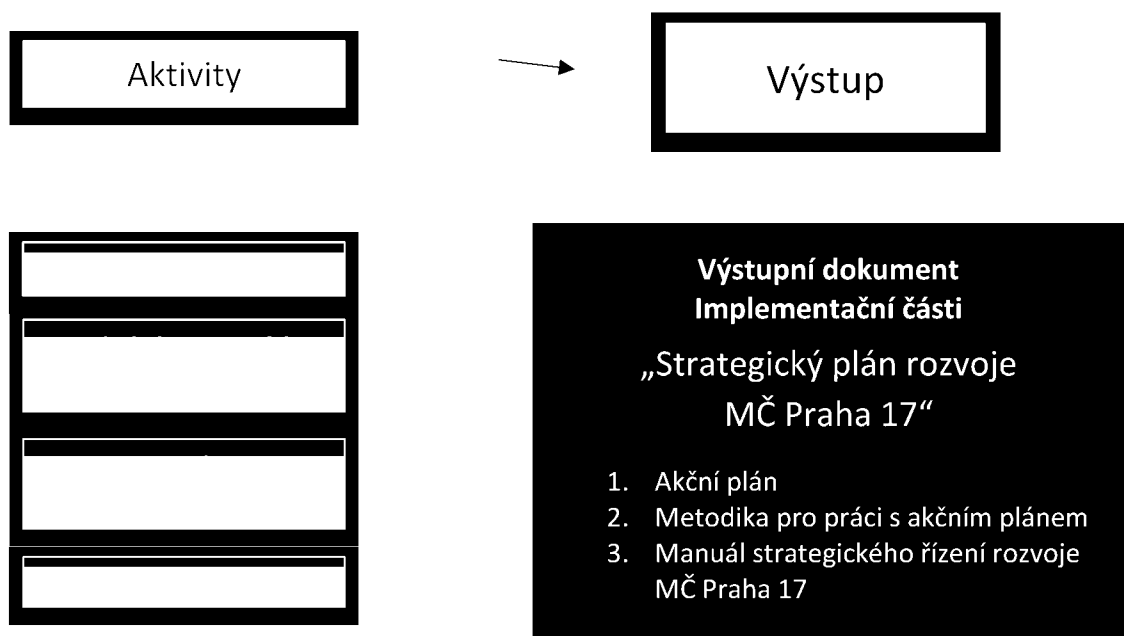 Aktivity
Výstup
Výstupní dokument
Implementační části
„Strategický plán rozvoje
MČ Praha 17“
1. Akční plán
2. Metodika pro práci s akčním plánem
3. Manuál strategického řízení rozvoje
MČ Praha 17